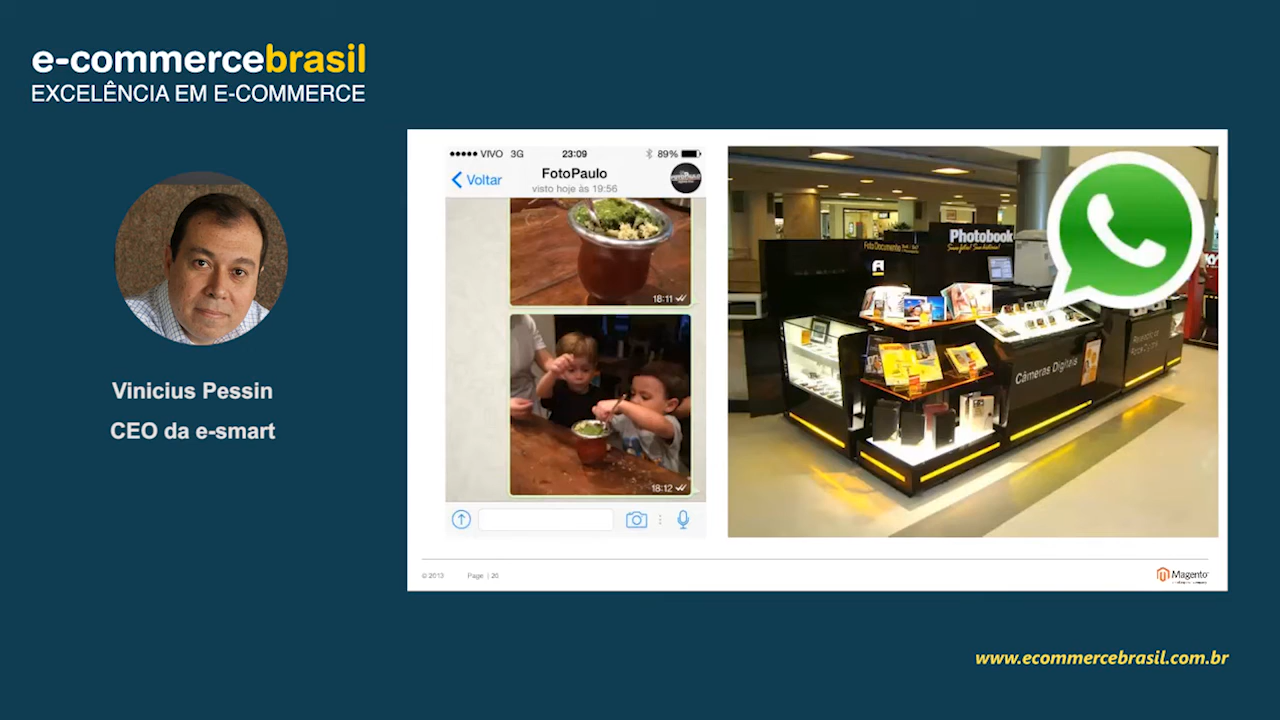 e-commercebrasil
EXCELÊNCIA EM E-COMMERCE
Vinicius Pessin
CEO da e-smart
VIVO 3G 23:09 89%
Voltar
FotoPaulo
visto hoje às 19:56
18:11
18:12
Photobook
Câmeras Digitais
© 2013 Page | 20
Magento
www.ecommercebrasil.com.br